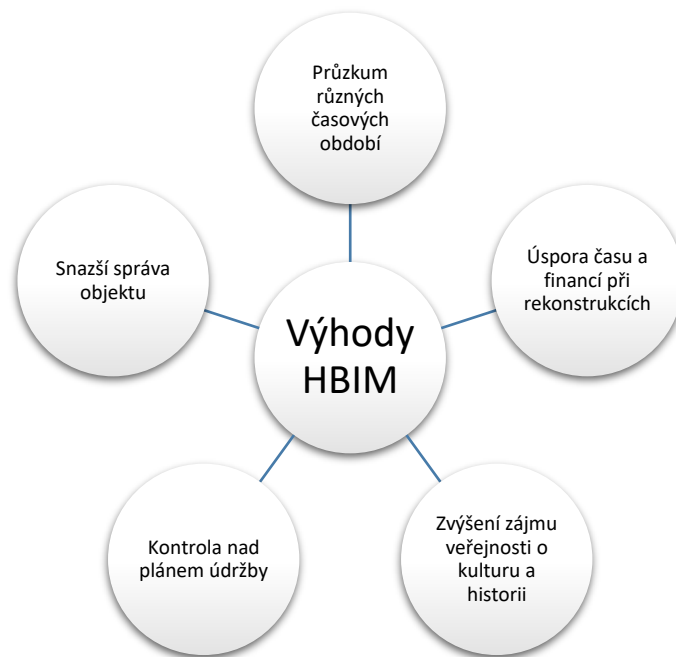 Průzkum
různých
časových
období
Snazší správa
objektu
Úspora času a
financí při
rekonstrukcích
Výhody
HBIM
Kontrola nad
plánem údržby
Zvýšení zájmu
veřejnosti o
kulturu a
historii